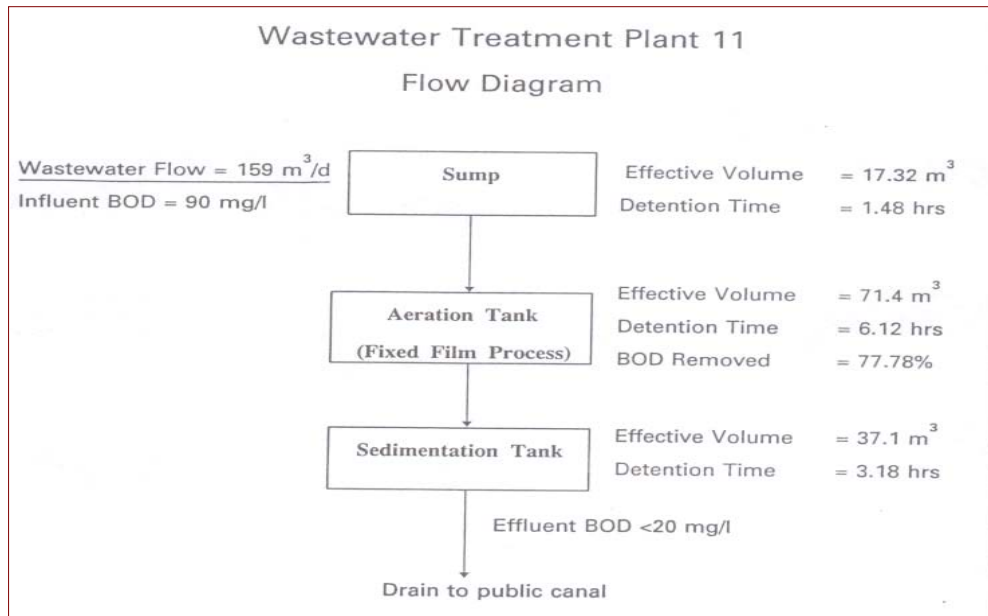 Wastewater Treatment Plant 11
Flow Diagram
Wastewater Flow = 159 m³/d
Influent BOD = 90 mg/l
Sump
Effective Volume = 17.32 m³
Detention Time = 1.48 hrs
Aeration Tank
(Fixed Film Process)
Effective Volume = 71.4 m³
Detention Time = 6.12 hrs
BOD Removed = 77.78%
Sedimentation Tank
Effective Volume = 37.1 m³
Detention Time = 3.18 hrs
Effluent BOD <20 mg/l
Drain to public canal